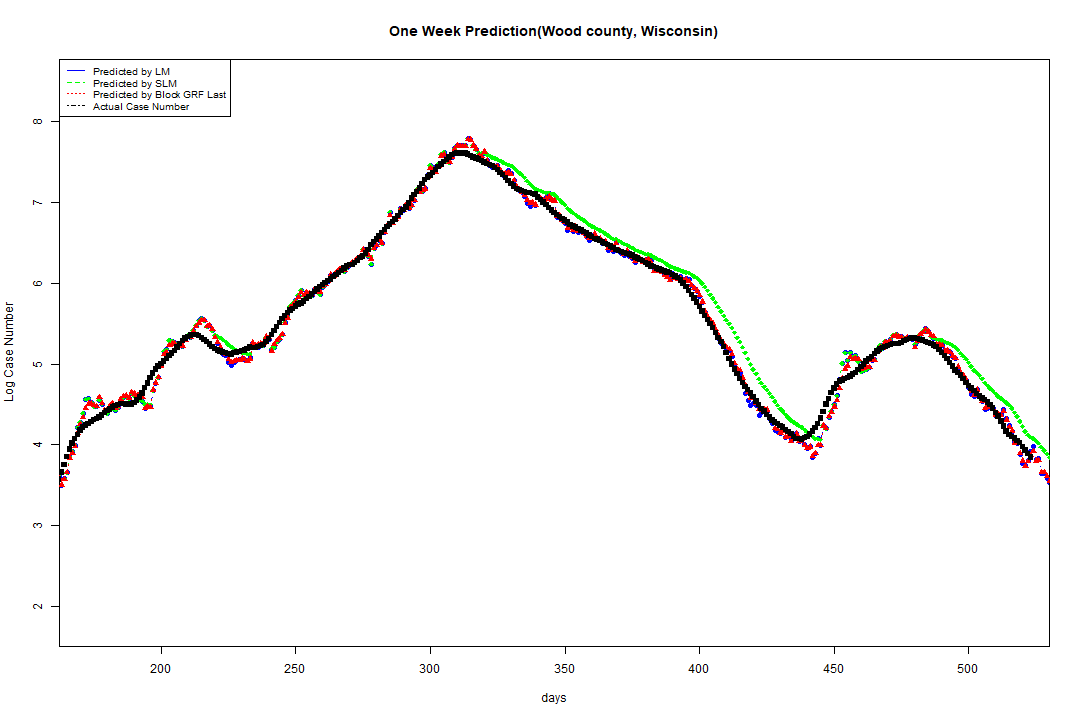 One Week Prediction(Wood county, Wisconsin)
Predicted by LM
Predicted by SLM
Predicted by Block GRF Last
Actual Case Number
8
7
6
5
4
3
2
Log Case Number
200 250 300 350 400 450 500
days